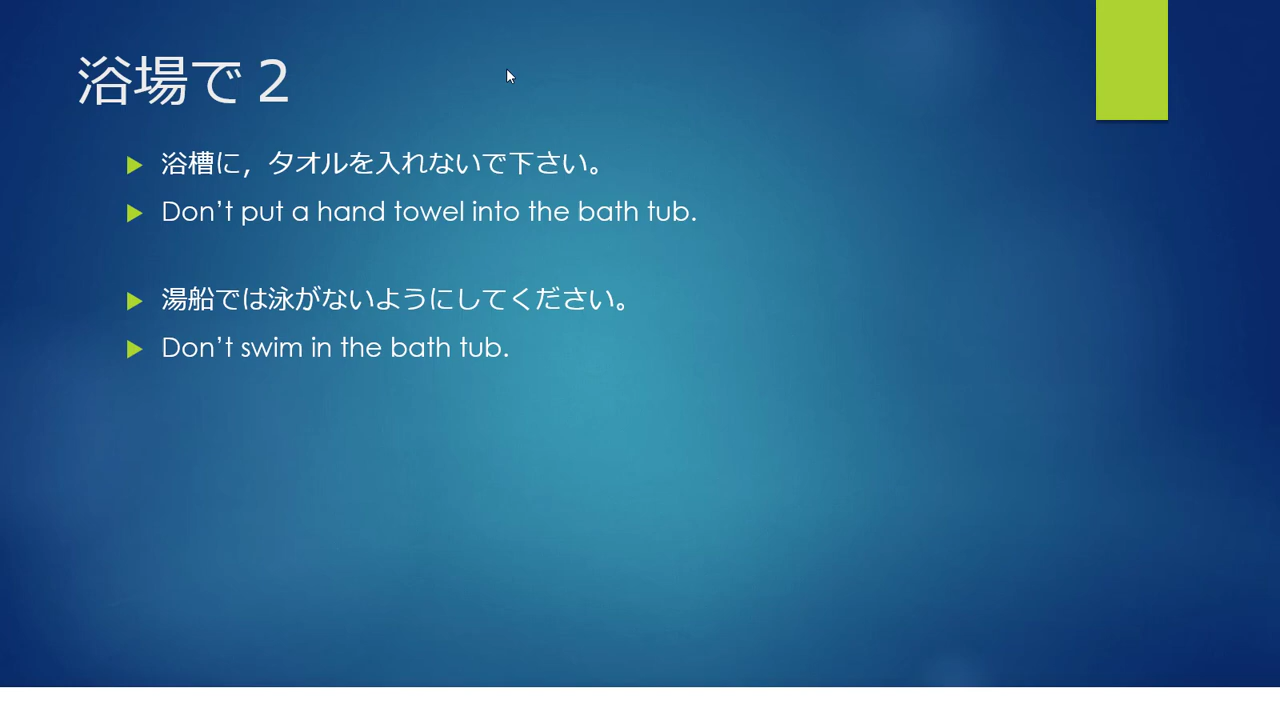 浴場で２
浴槽に，タオルを入れないで下さい。
Don’t put a hand towel into the bath tub.
湯船では泳がないようにしてください。
Don’t swim in the bath tub.